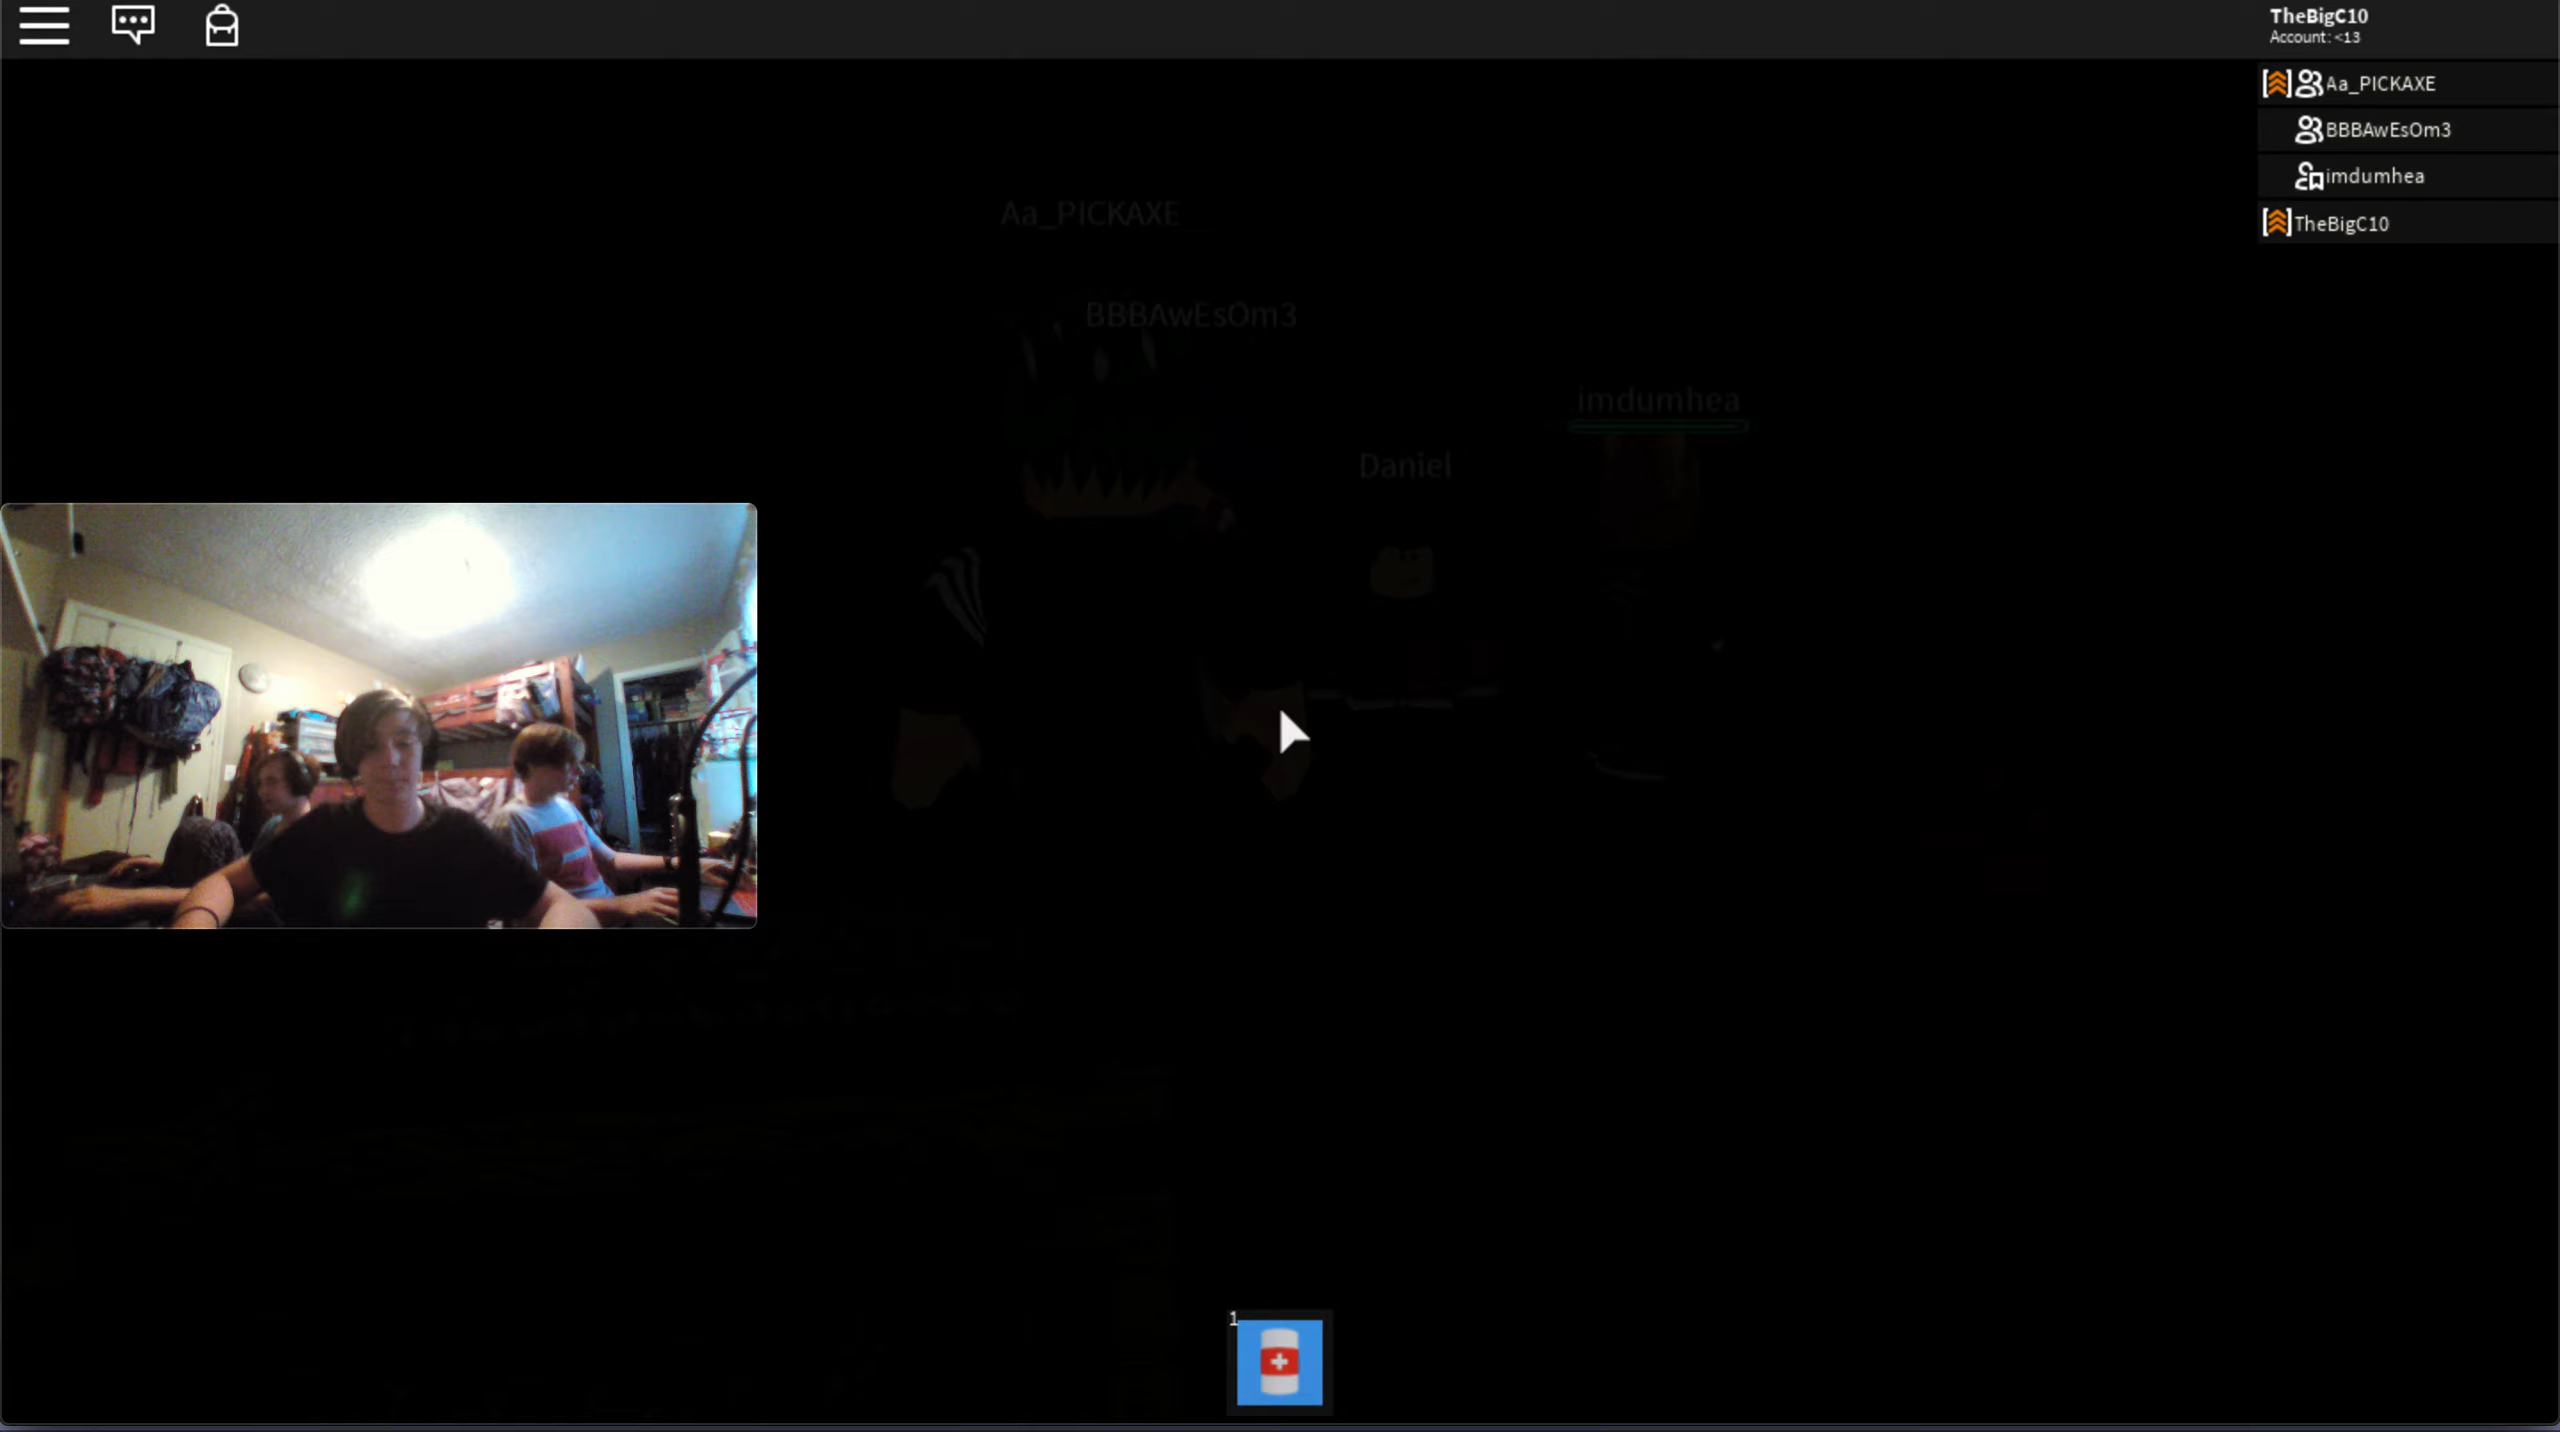 TheBigC10
Account: <13
Aa_PICKAXE
BBBAwEsOm3
imdumhea
TheBigC10
Aa_PICKAXE
BBBAwEsOm3
imdumhea
Daniel
1